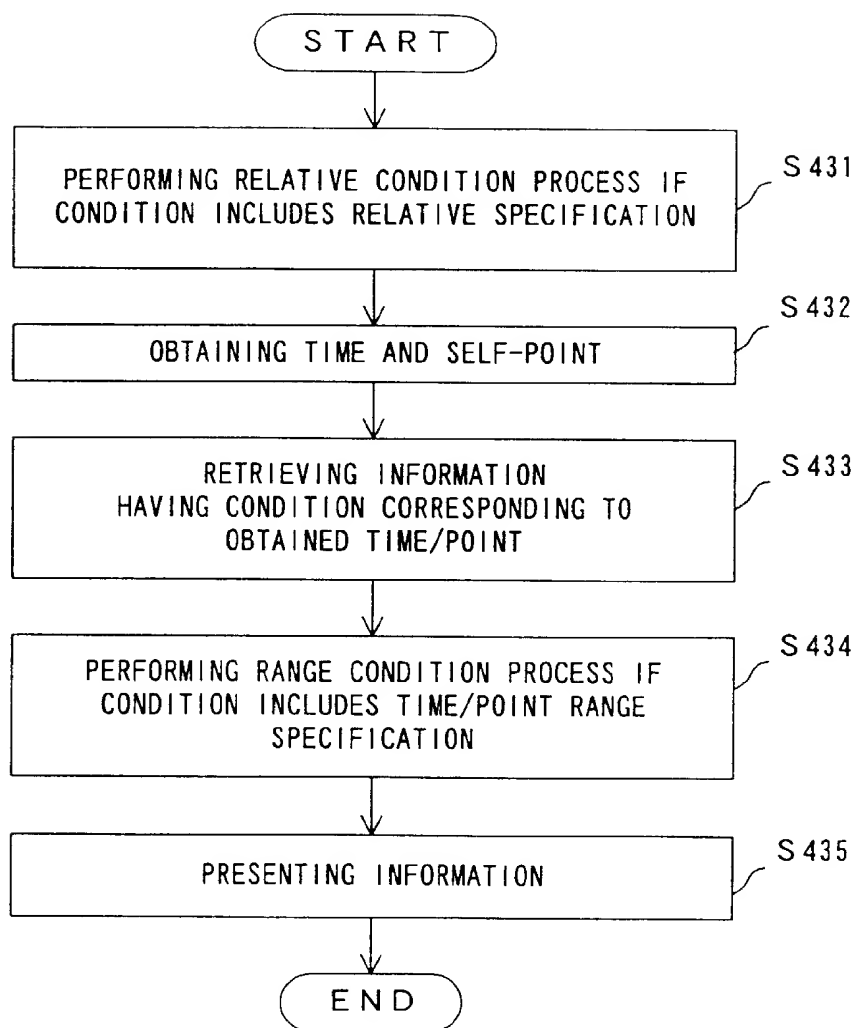 START
PERFORMING RELATIVE CONDITION PROCESS IF
CONDITION INCLUDES RELATIVE SPECIFICATION
S431
OBTAINING TIME AND SELF-POINT
S432
RETRIEVING INFORMATION
HAVING CONDITION CORRESPONDING TO
OBTAINED TIME/POINT
S433
PERFORMING RANGE CONDITION PROCESS IF
CONDITION INCLUDES TIME/POINT RANGE
SPECIFICATION
S434
PRESENTING INFORMATION
S435
END